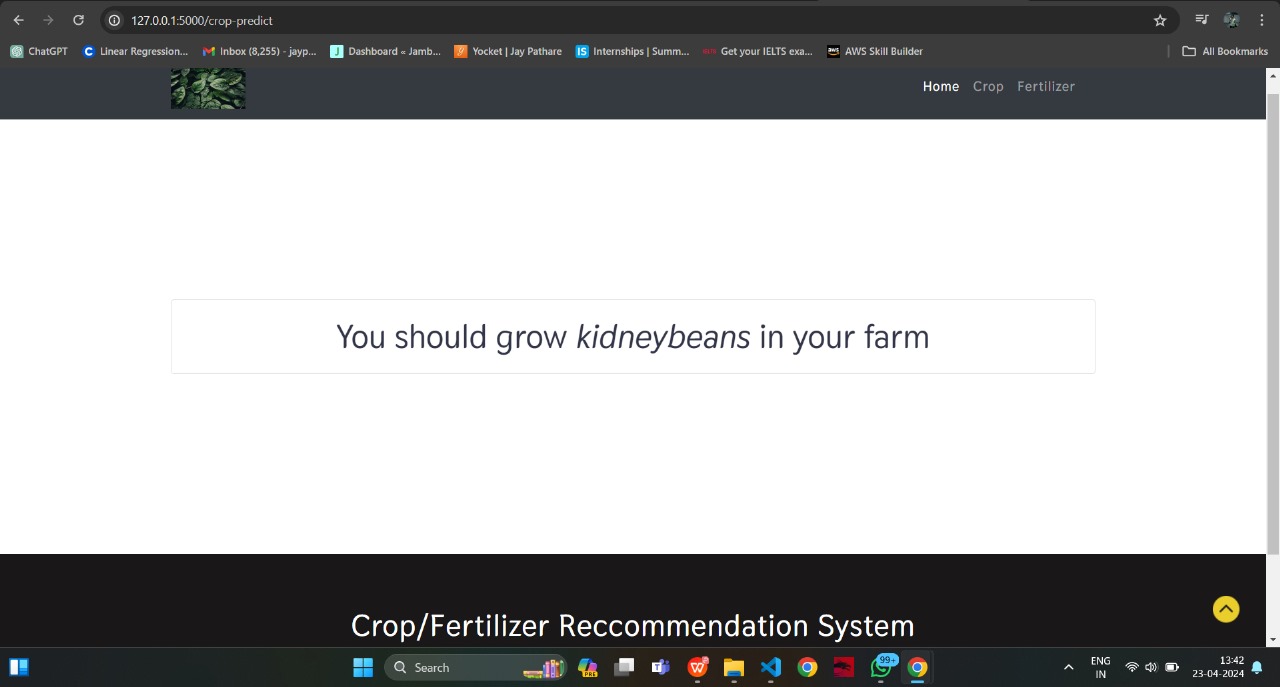 127.0.0.1:5000/crop-predict
ChatGPT
Linear Regression...
Inbox (8,255) - jayp...
Dashboard « Jamb...
Yocket | Jay Pathare
Internships | Summ...
Get your IELTS exa...
AWS Skill Builder
All Bookmarks
Home Crop Fertilizer
You should grow kidneybeans in your farm
Crop/Fertilizer Reccommendation System
Search
PRE
99+
ENG
IN
13:42
23-04-2024